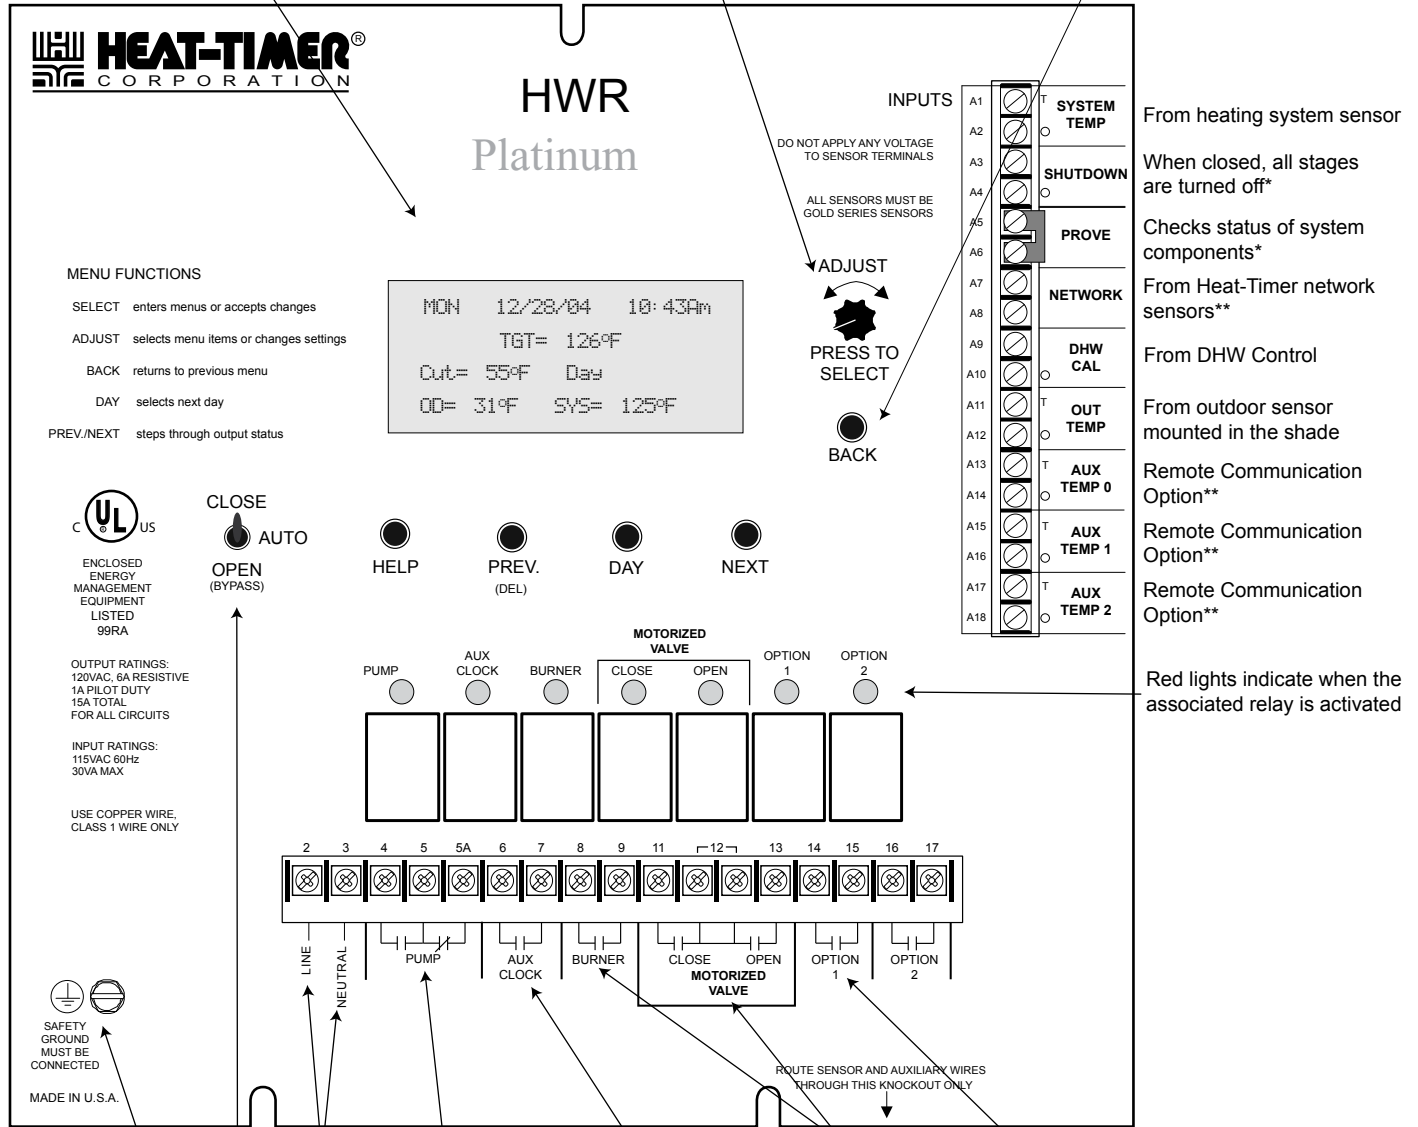 HEAT-TIMER®
CORPORATION
HWR
Platinum
INPUTS
DO NOT APPLY ANY VOLTAGE
TO SENSOR TERMINALS
ALL SENSORS MUST BE
GOLD SERIES SENSORS
A1 T SYSTEM
A2 TEMP
From heating system sensor
A3 SHUTDOWN
A4
When closed, all stages
are turned off*
A5 PROVE
A6
Checks status of system
components*
A7 NETWORK
A8
From Heat-Timer network
sensors**
A9 DHW
A10 CAL
From DHW Control
A11 T OUT
A12 TEMP
From outdoor sensor
mounted in the shade
A13 T AUX
A14 TEMP 0
Remote Communication
Option**
A15 T AUX
A16 TEMP 1
Remote Communication
Option**
A17 T AUX
A18 TEMP 2
Remote Communication
Option**
MENU FUNCTIONS
SELECT enters menus or accepts changes
ADJUST selects menu items or changes settings
BACK returns to previous menu
DAY selects next day
PREV./NEXT steps through output status
MON 12/28/04 10:43Am
TGT= 126°F
Cut= 55°F Day
OD= 31°F SYS= 125°F
ADJUST
PRESS TO
SELECT
BACK
C UL US
R
ENCLOSED
ENERGY
MANAGEMENT
EQUIPMENT
LISTED
99RA
CLOSE
AUTO
OPEN
(BYPASS)
HELP
PREV.
(DEL)
DAY
NEXT
OUTPUT RATINGS:
120VAC, 6A RESISTIVE
1A PILOT DUTY
15A TOTAL
FOR ALL CIRCUITS
INPUT RATINGS:
115VAC 60Hz
30VA MAX
USE COPPER WIRE,
CLASS 1 WIRE ONLY
PUMP
AUX
CLOCK
BURNER
MOTORIZED
VALVE
CLOSE OPEN
OPTION
1
OPTION
2
Red lights indicate when the
associated relay is activated
2 3 4 5 5A 6 7 8 9 11 12 13 14 15 16 17
LINE
NEUTRAL
PUMP
AUX
CLOCK
BURNER
CLOSE OPEN
MOTORIZED
VALVE
OPTION
1
OPTION
2
SAFETY
GROUND
MUST BE
CONNECTED
MADE IN U.S.A.
ROUTE SENSOR AND AUXILIARY WIRES
THROUGH THIS KNOCKOUT ONLY